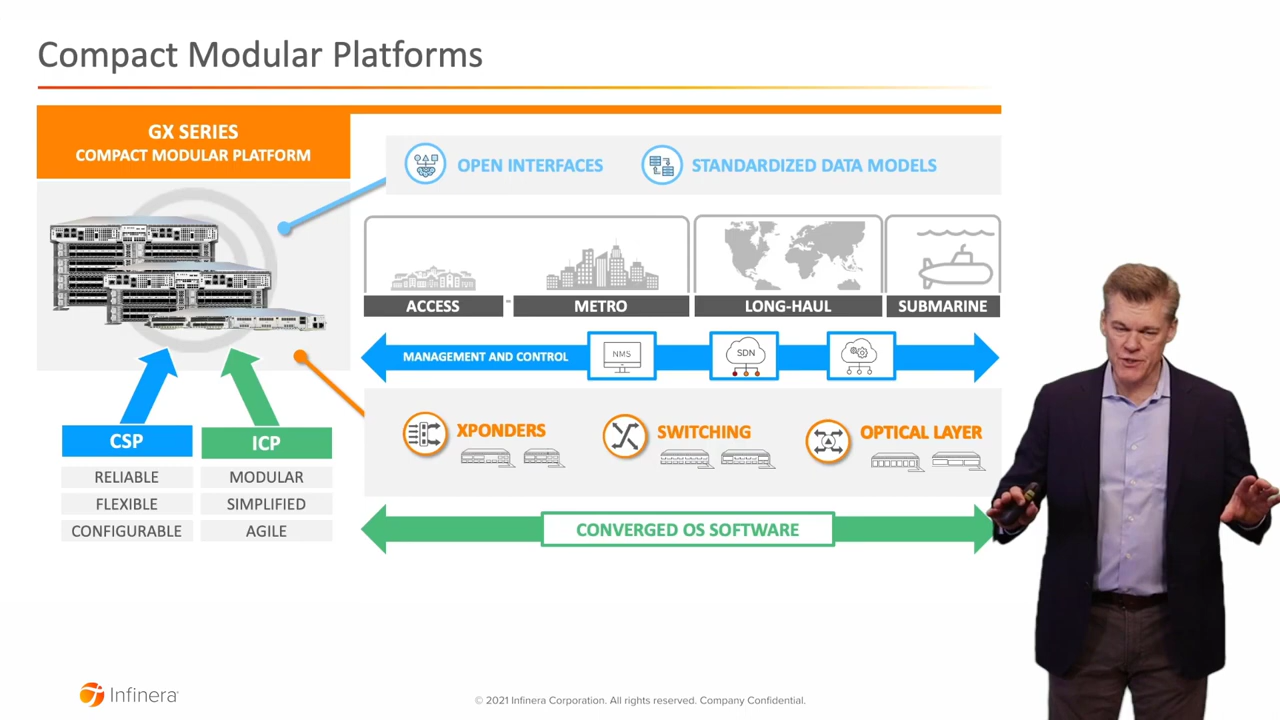 Compact Modular Platforms
GX SERIES
COMPACT MODULAR PLATFORM
OPEN INTERFACES
STANDARDIZED DATA MODELS
ACCESS
-
METRO
LONG-HAUL
SUBMARINE
MANAGEMENT AND CONTROL
NMS
SDN
CSP
ICP
RELIABLE
MODULAR
FLEXIBLE
SIMPLIFIED
CONFIGURABLE
AGILE
XPONDERS
SWITCHING
OPTICAL LAYER
CONVERGED OS SOFTWARE
Infinera
© 2021 Infinera Corporation. All rights reserved. Company Confidential.